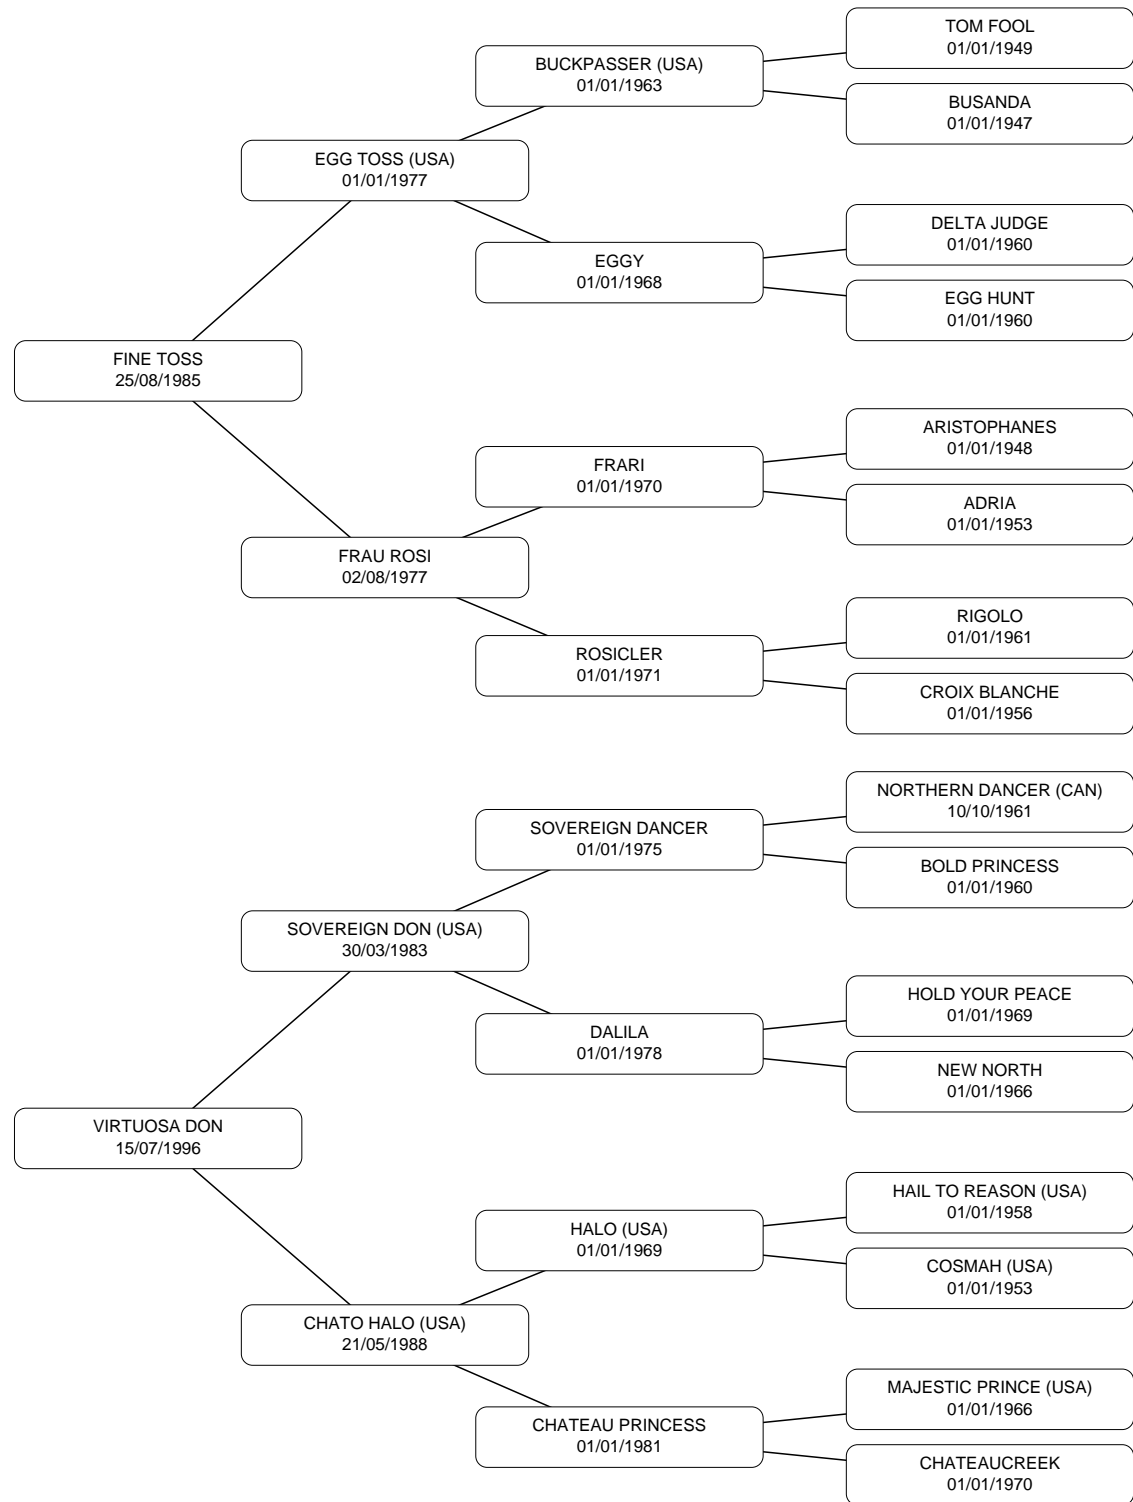 TOM FOOL
01/01/1949
BUCKPASSER (USA)
01/01/1963
BUSANDA
01/01/1947
EGG TOSS (USA)
01/01/1977
DELTA JUDGE
01/01/1960
EGGY
01/01/1968
EGG HUNT
01/01/1960
FINE TOSS
25/08/1985
ARISTOPHANES
01/01/1948
FRARI
01/01/1970
ADRIA
01/01/1953
FRAU ROSI
02/08/1977
RIGOLO
01/01/1961
ROSICLER
01/01/1971
CROIX BLANCHE
01/01/1956
NORTHERN DANCER (CAN)
10/10/1961
SOVEREIGN DANCER
01/01/1975
BOLD PRINCESS
01/01/1960
SOVEREIGN DON (USA)
30/03/1983
HOLD YOUR PEACE
01/01/1969
DALILA
01/01/1978
NEW NORTH
01/01/1966
VIRTUOSA DON
15/07/1996
HAIL TO REASON (USA)
01/01/1958
HALO (USA)
01/01/1969
COSMAH (USA)
01/01/1953
CHATO HALO (USA)
21/05/1988
MAJESTIC PRINCE (USA)
01/01/1966
CHATEAU PRINCESS
01/01/1981
CHATEAUCREEK
01/01/1970